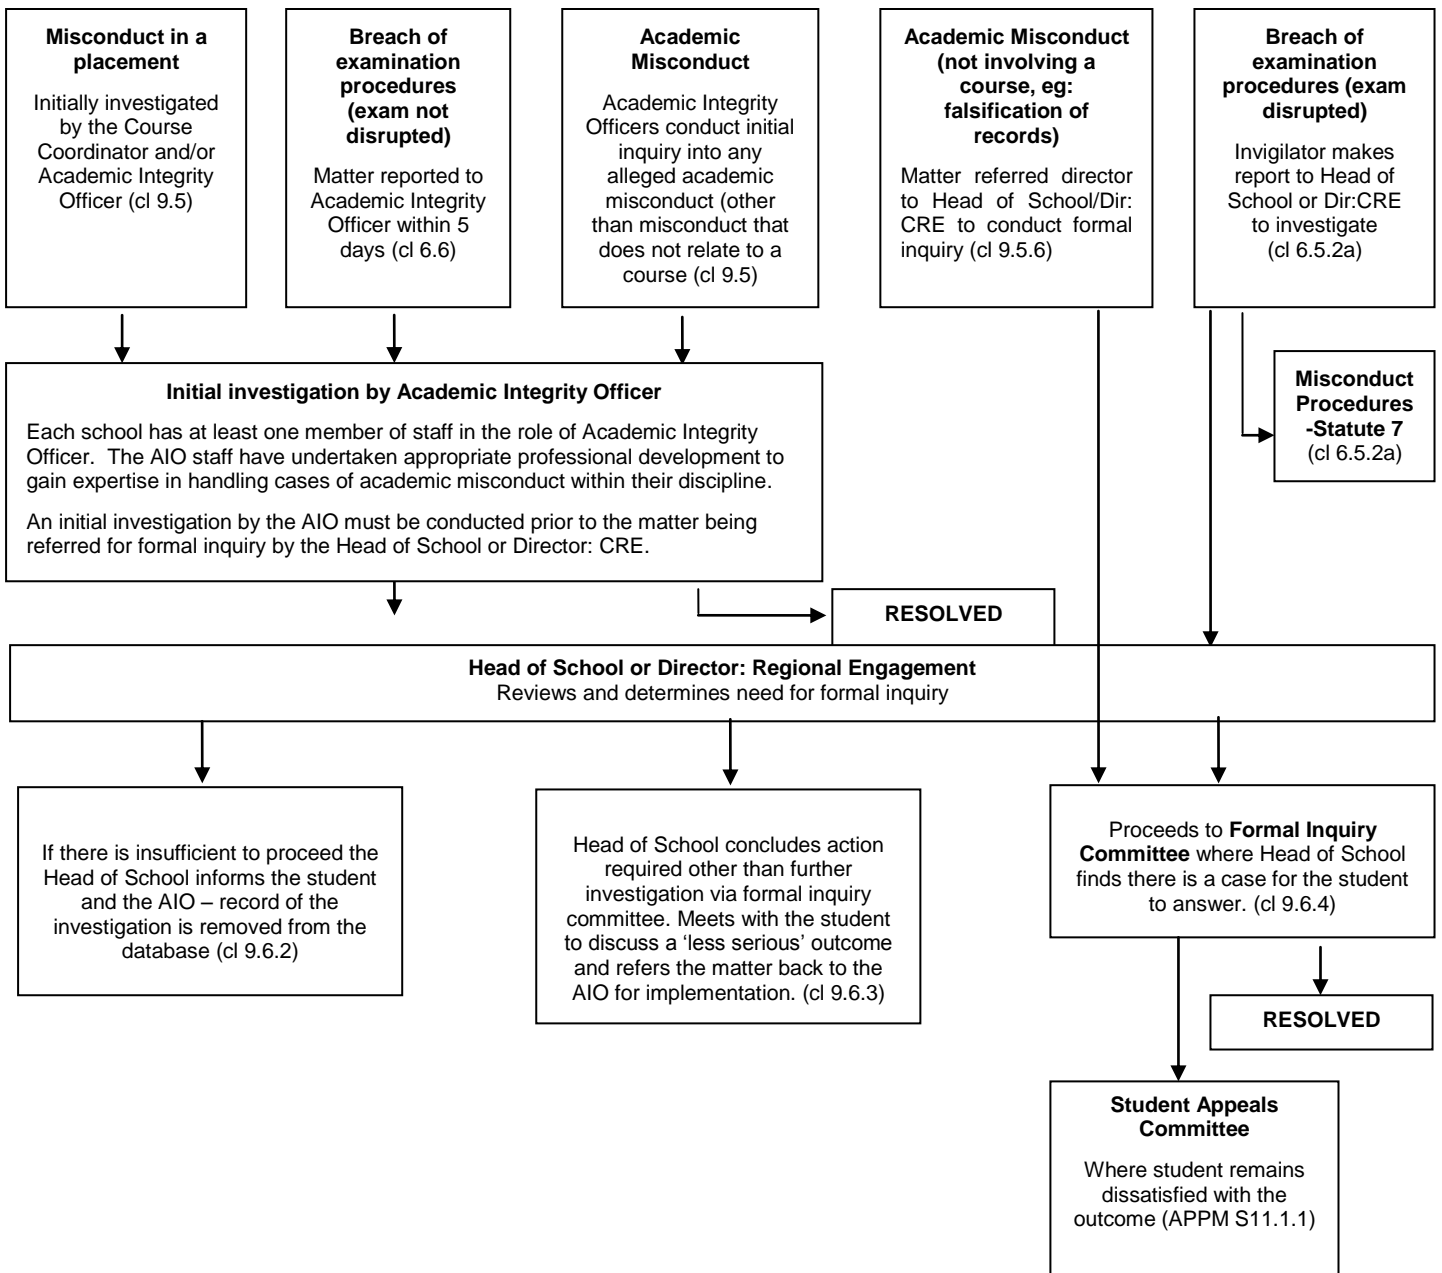 Misconduct in a
placement
Initially investigated
by the Course
Coordinator and/or
Academic Integrity
Officer (cl 9.5)
Breach of
examination
procedures
(exam not
disrupted)
Matter reported to
Academic Integrity
Officer within 5
days (cl 6.6)
Academic
Misconduct
Academic Integrity
Officers conduct initial
inquiry into any
alleged academic
misconduct (other
than misconduct that
does not relate to a
course (cl 9.5)
Academic Misconduct
(not involving a
course, eg:
falsification of
records)
Matter referred director
to Head of School/Dir:
CRE to conduct formal
inquiry (cl 9.5.6)
Breach of
examination
procedures (exam
disrupted)
Invigilator makes
report to Head of
School or Dir:CRE
to investigate
(cl 6.5.2a)
Misconduct
Procedures
-Statute 7
(cl 6.5.2a)
Initial investigation by Academic Integrity Officer
Each school has at least one member of staff in the role of Academic Integrity
Officer.  The AIO staff have undertaken appropriate professional development to
gain expertise in handling cases of academic misconduct within their discipline.
An initial investigation by the AIO must be conducted prior to the matter being
referred for formal inquiry by the Head of School or Director: CRE.
RESOLVED
Head of School or Director: Regional Engagement
Reviews and determines need for formal inquiry
If there is insufficient to proceed the
Head of School informs the student
and the AIO – record of the
investigation is removed from the
database (cl 9.6.2)
Head of School concludes action
required other than further
investigation via formal inquiry
committee. Meets with the student
to discuss a ‘less serious’ outcome
and refers the matter back to the
AIO for implementation. (cl 9.6.3)
Proceeds to Formal Inquiry
Committee where Head of School
finds there is a case for the student
to answer. (cl 9.6.4)
RESOLVED
Student Appeals
Committee
Where student remains
dissatisfied with the
outcome (APPM S11.1.1)